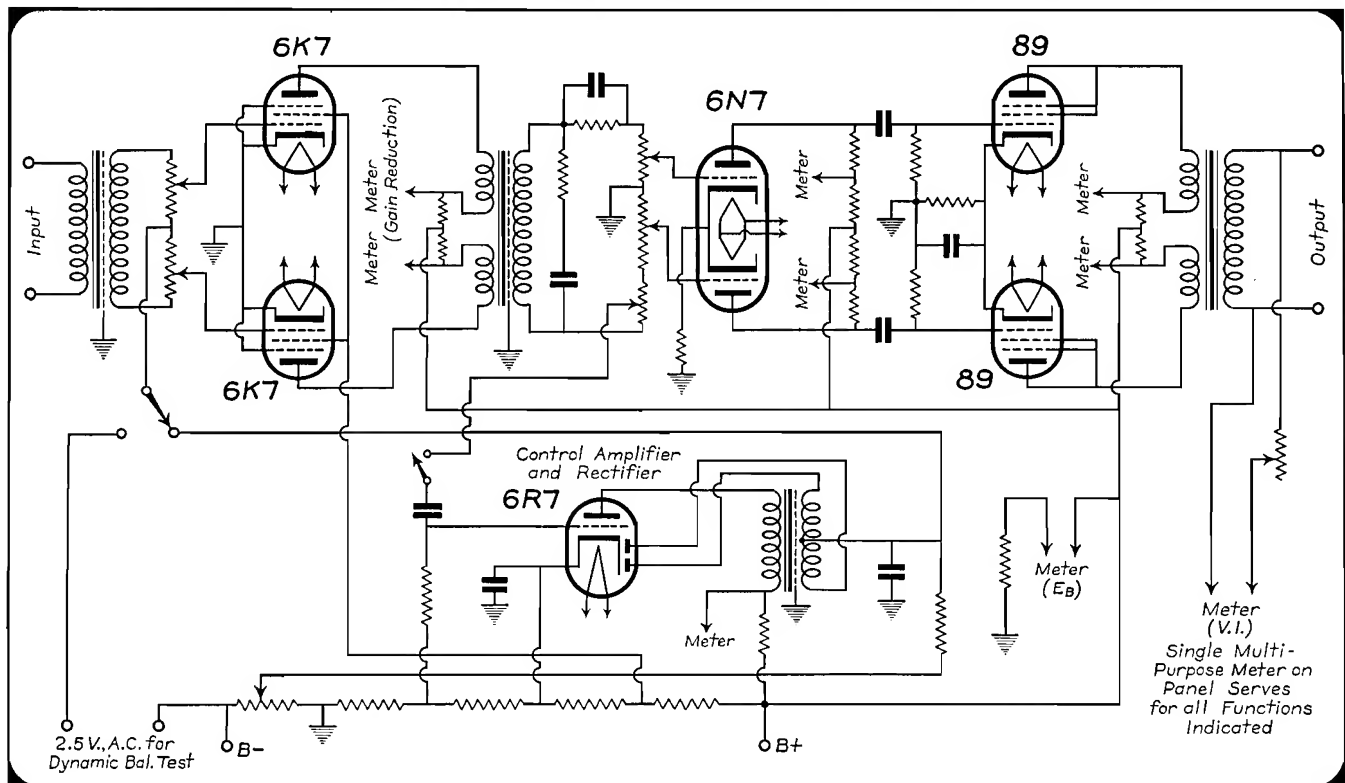 6K7
89
6N7
Input
Meter
Meter
(Gain Reduction)
Meter
Meter
Meter
Meter
Output
6K7
89
Control Amplifier
and Rectifier
6R7
Meter
Meter
(EB)
Meter
(V.I.)
Single Multi-
Purpose Meter on
Panel Serves
for all Functions
Indicated
2.5 V., A.C. for
Dynamic Bal. Test
B-
B+